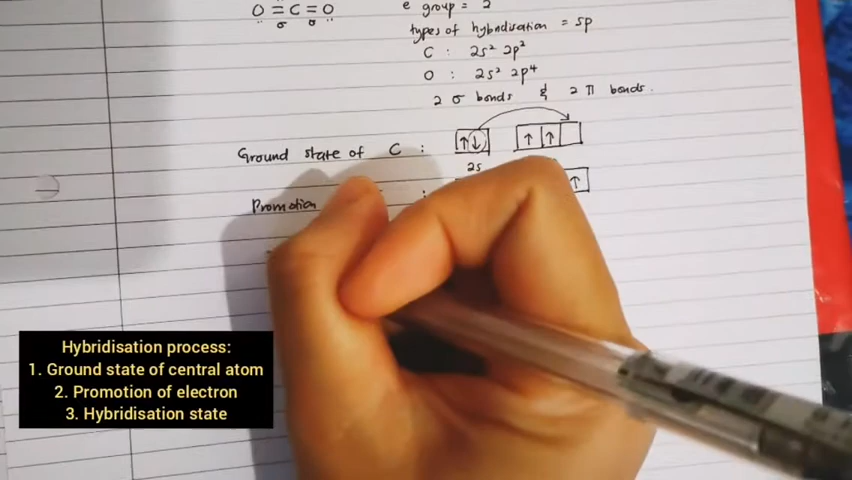 O = C = O
σ σ
e group = 2
types of hybridisation = sp
C : 2s² 2p²
O : 2s² 2p⁴
2 σ bonds & 2 π bonds.
Ground state of C : ↑↓ ↑ ↑
2s
Promotion : ↑
Hybridisation process:
1. Ground state of central atom
2. Promotion of electron
3. Hybridisation state